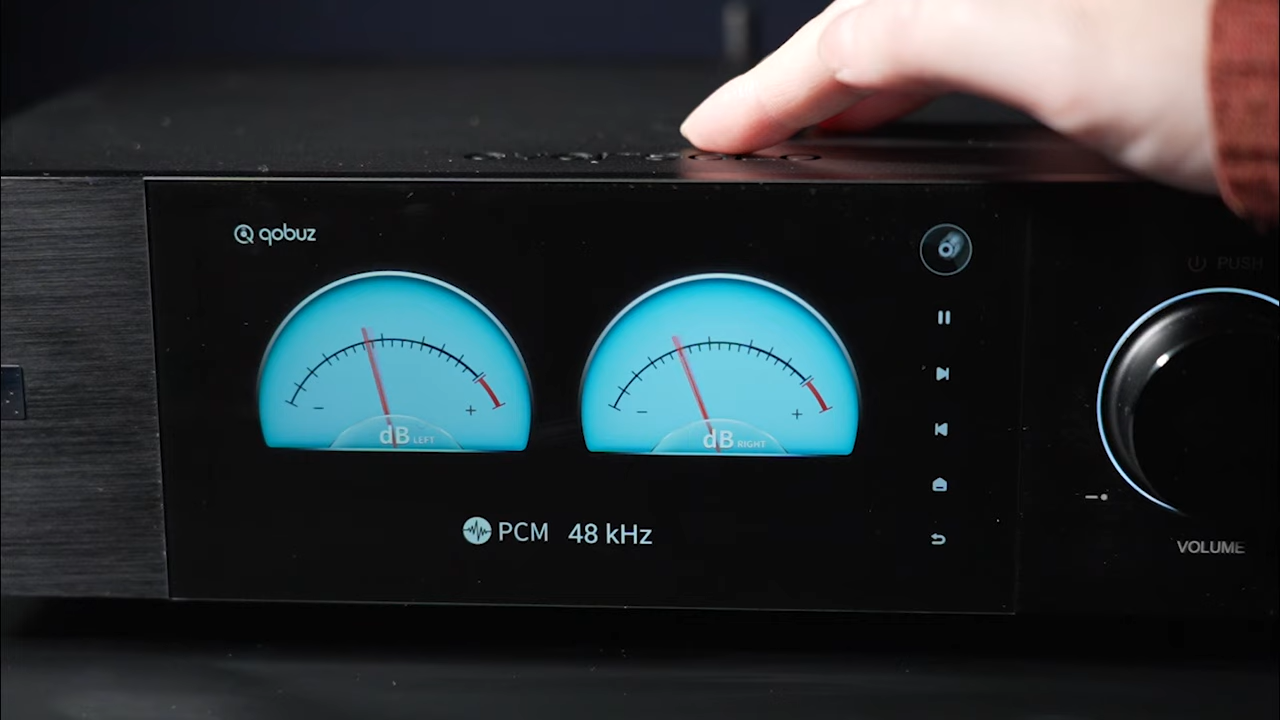 qobuz
PUSH
- +
dB LEFT
- +
dB RIGHT
PCM 48 kHz
VOLUME